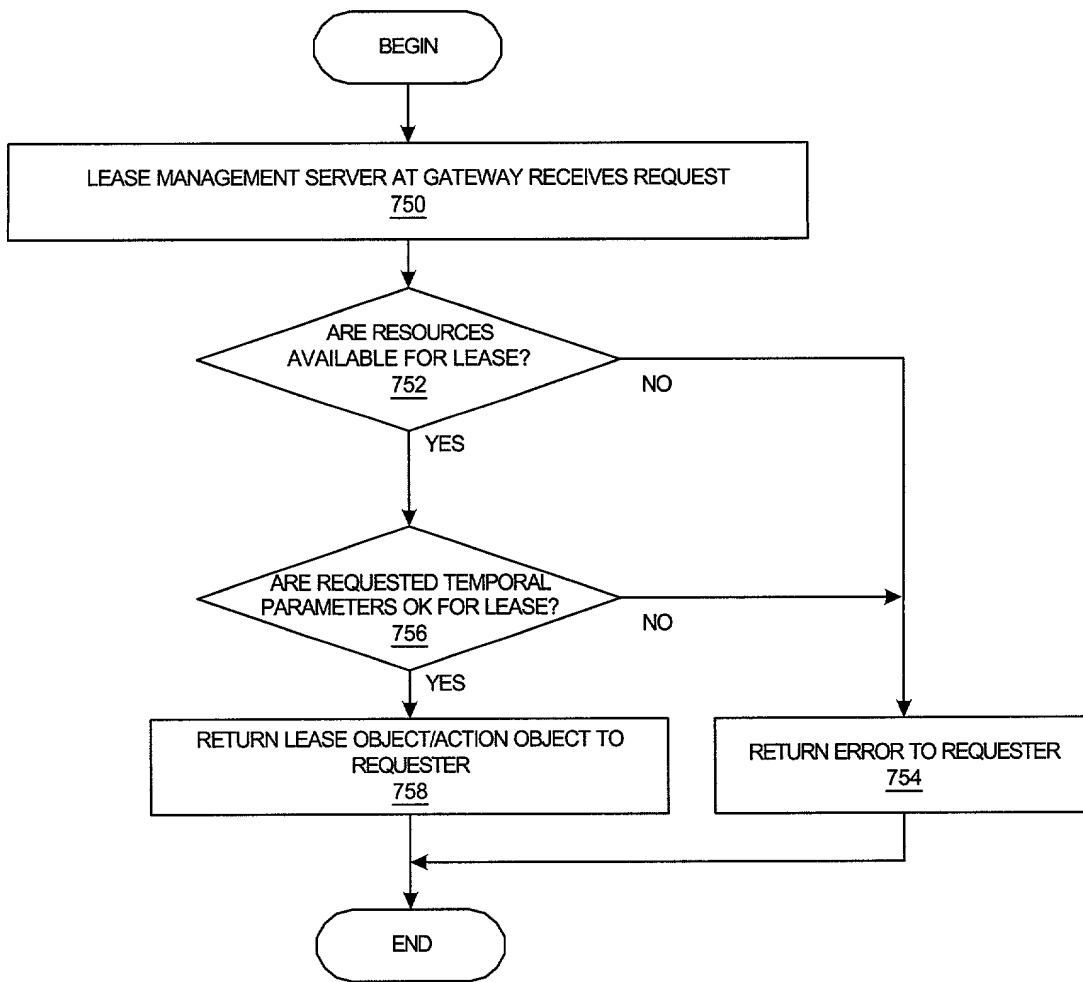 BEGIN
LEASE MANAGEMENT SERVER AT GATEWAY RECEIVES REQUEST
750
ARE RESOURCES
AVAILABLE FOR LEASE?
752
NO
YES
ARE REQUESTED TEMPORAL
PARAMETERS OK FOR LEASE?
756
NO
YES
RETURN LEASE OBJECT/ACTION OBJECT TO
REQUESTER
758
RETURN ERROR TO REQUESTER
754
END